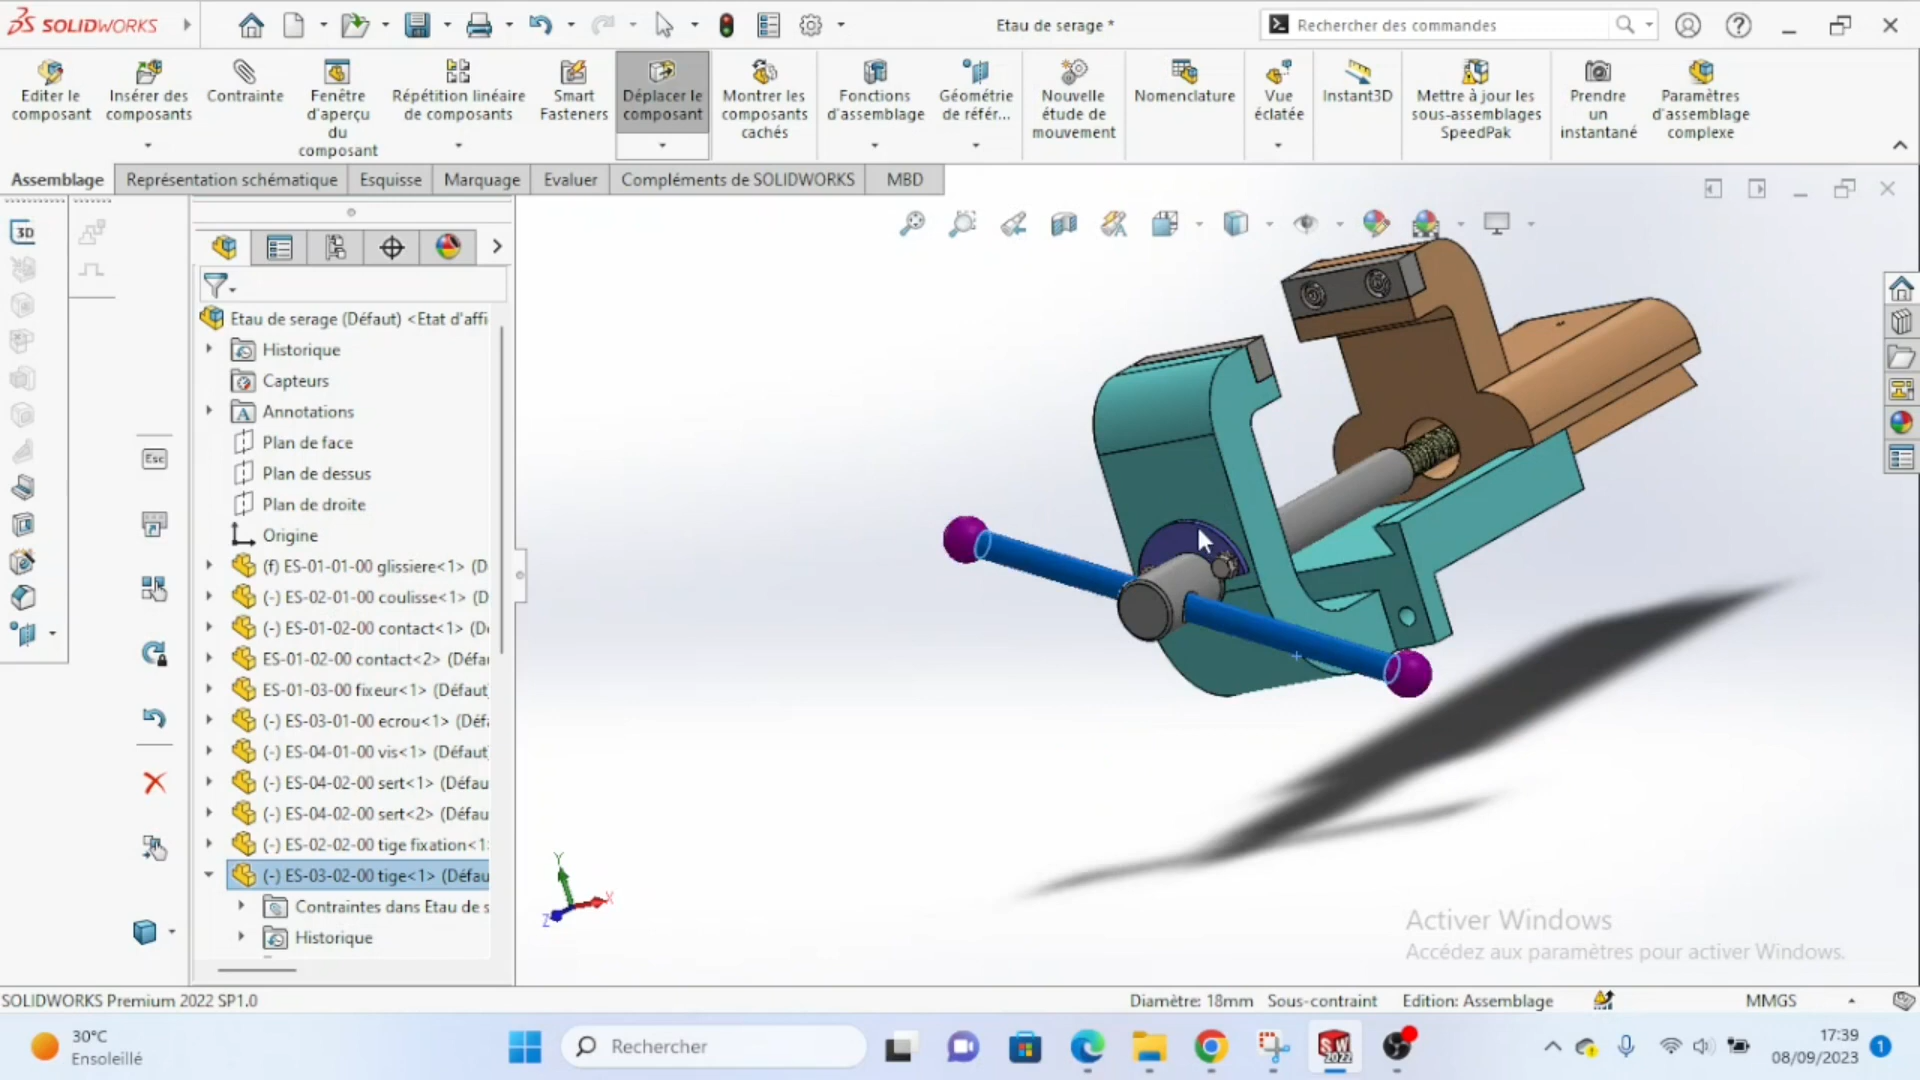 SOLIDWORKS
Etau de serage *
Rechercher des commandes
Editer le composant
Insérer des composants
Contrainte
Fenêtre d'aperçu du composant
Répétition linéaire de composants
Smart Fasteners
Déplacer le composant
Montrer les composants cachés
Fonctions d'assemblage
Géométrie de référ...
Nouvelle étude de mouvement
Nomenclature
Vue éclatée
Instant3D
Mettre à jour les sous-assemblages SpeedPak
Prendre un instantané
Paramètres d'assemblage complexe
Assemblage
Représentation schématique
Esquisse
Marquage
Evaluer
Compléments de SOLIDWORKS
MBD
3D
Esc
Etau de serage (Défaut) <Etat d'affi
Historique
Capteurs
Annotations
Plan de face
Plan de dessus
Plan de droite
Origine
(f) ES-01-01-00 glissiere<1> (D
(-) ES-02-01-00 coulisse<1> (D
(-) ES-01-02-00 contact<1> (D
ES-01-02-00 contact<2> (Défa
ES-01-03-00 fixeur<1> (Défaut
(-) ES-03-01-00 ecrou<1> (Déf
(-) ES-04-01-00 vis<1> (Défaut
(-) ES-04-02-00 sert<1> (Défau
(-) ES-04-02-00 sert<2> (Défau
(-) ES-02-02-00 tige fixation<1
(-) ES-03-02-00 tige<1> (Défau
Contraintes dans Etau de s
Historique
Y
X
Z
Activer Windows
Accédez aux paramètres pour activer Windows.
SOLIDWORKS Premium 2022 SP1.0
Diamètre: 18mm
Sous-contraint
Edition: Assemblage
MMGS
30°C
Ensoleillé
Rechercher
SW
2022
17:39
08/09/2023
1